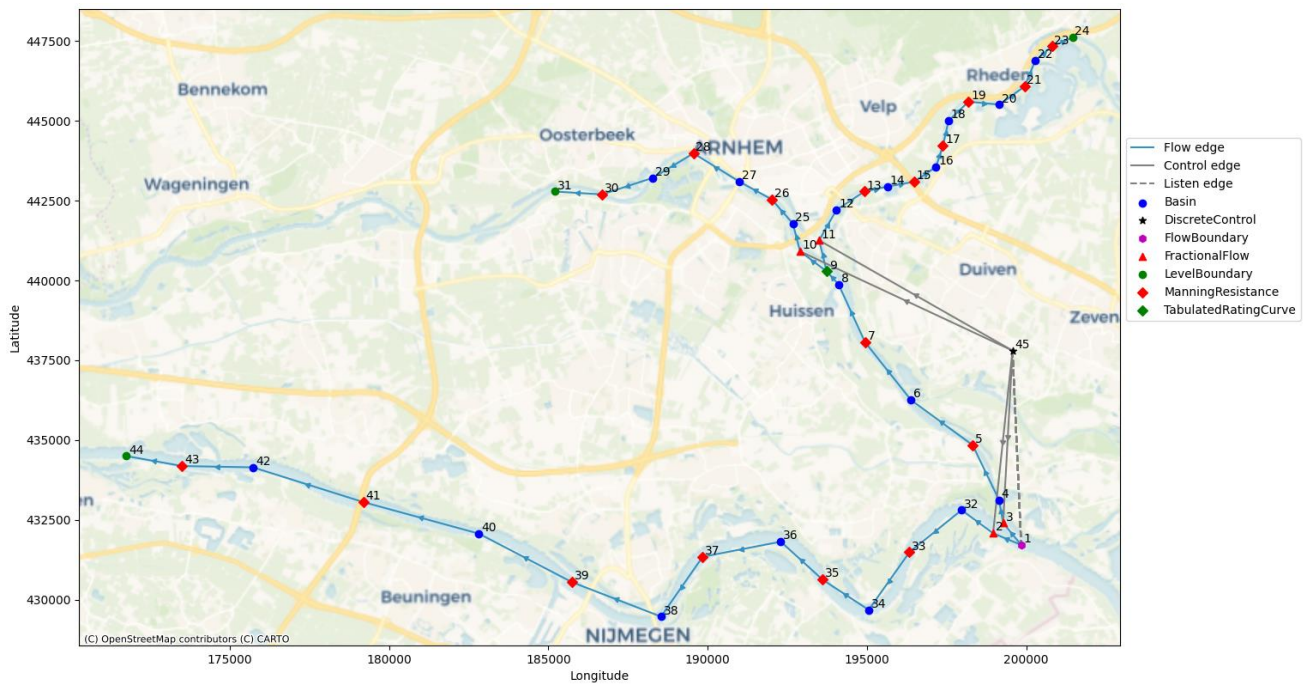 447500
445000
442500
440000
437500
435000
432500
430000
Latitude
175000
180000
185000
190000
195000
200000
Longitude
Bennekom
Wageningen
Oosterbeek
ARNHEM
Velp
Rheden
Duiven
Huissen
Zeven
en
Beuningen
NIJMEGEN
24
23
22
21
20
19
18
17
16
15
14
13
12
11
10
9
8
7
6
5
4
3
2
1
45
31
30
29
28
27
26
25
32
33
34
35
36
37
38
39
40
41
42
43
44
(C) OpenStreetMap contributors (C) CARTO
Flow edge
Control edge
Listen edge
Basin
DiscreteControl
FlowBoundary
FractionalFlow
LevelBoundary
ManningResistance
TabulatedRatingCurve